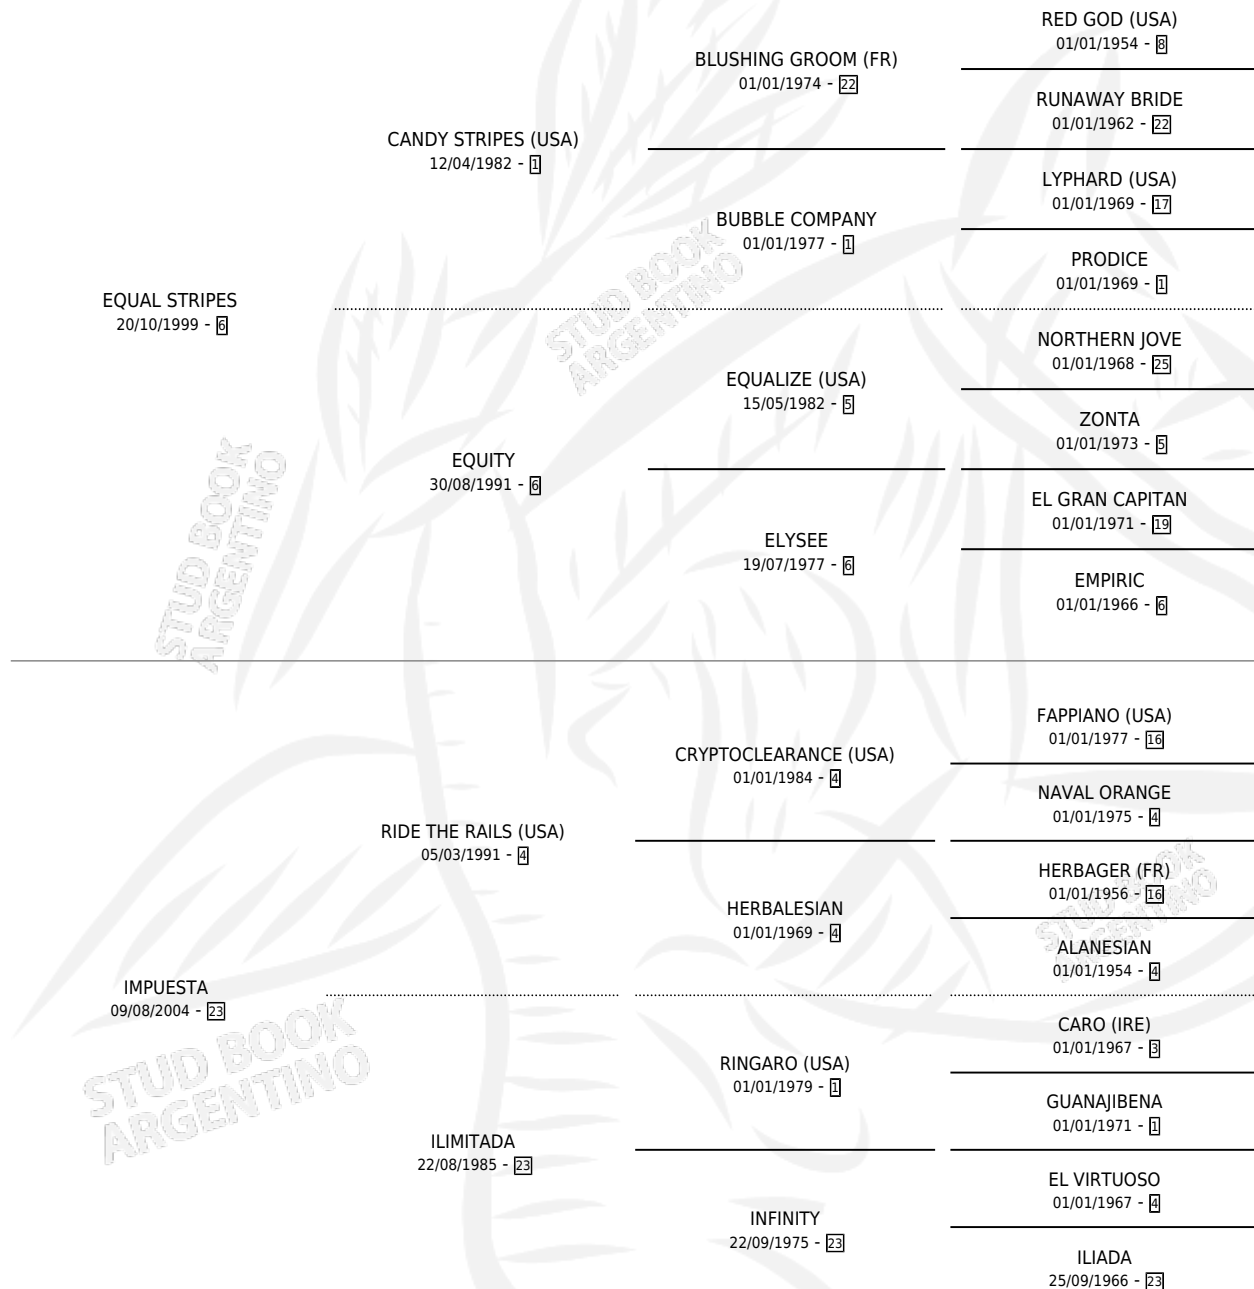 RED GOD (USA)
01/01/1954 - 8
BLUSHING GROOM (FR)
01/01/1974 - 22
RUNAWAY BRIDE
01/01/1962 - 22
CANDY STRIPES (USA)
12/04/1982 - 1
LYPHARD (USA)
01/01/1969 - 17
BUBBLE COMPANY
01/01/1977 - 1
PRODICE
01/01/1969 - 1
EQUAL STRIPES
20/10/1999 - 6
STUD BOOK
ARGENTINO
NORTHERN JOVE
01/01/1968 - 25
EQUALIZE (USA)
15/05/1982 - 5
ZONTA
01/01/1973 - 5
EQUITY
30/08/1991 - 6
EL GRAN CAPITAN
01/01/1971 - 19
ELYSEE
19/07/1977 - 6
EMPIRIC
01/01/1966 - 6
STUD BOOK
ARGENTINO
FAPPIANO (USA)
01/01/1977 - 16
CRYPTOCLEARANCE (USA)
01/01/1984 - 4
NAVAL ORANGE
01/01/1975 - 4
RIDE THE RAILS (USA)
05/03/1991 - 4
HERBAGER (FR)
01/01/1956 - 16
HERBALESIAN
01/01/1969 - 4
ALANESIAN
01/01/1954 - 4
STUD BOOK
ARGENTINO
IMPUESTA
09/08/2004 - 23
CARO (IRE)
01/01/1967 - 3
RINGARO (USA)
01/01/1979 - 1
GUANAJIBENA
01/01/1971 - 1
STUD BOOK
ARGENTINO
ILIMITADA
22/08/1985 - 23
EL VIRTUOSO
01/01/1967 - 4
INFINITY
22/09/1975 - 23
ILIADA
25/09/1966 - 23